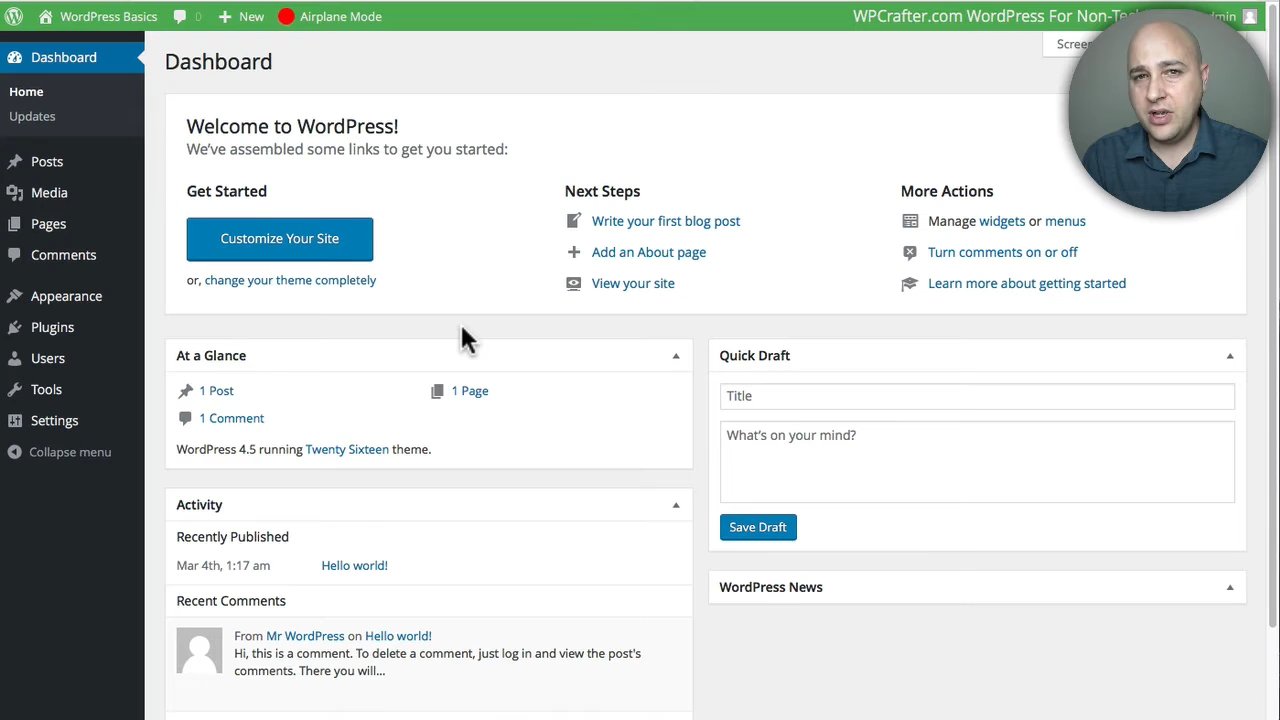 WordPress Basics 0 New Airplane Mode WPCrafter.com WordPress For Non-
Dashboard
Home
Updates
Posts
Media
Pages
Comments
Appearance
Plugins
Users
Tools
Settings
Collapse menu
Dashboard
Welcome to WordPress!
We've assembled some links to get you started:
Get Started
Customize Your Site
or, change your theme completely
Next Steps
Write your first blog post
Add an About page
View your site
More Actions
Manage widgets or menus
Turn comments on or off
Learn more about getting started
At a Glance
1 Post
1 Page
1 Comment
WordPress 4.5 running Twenty Sixteen theme.
Activity
Recently Published
Mar 4th, 1:17 am Hello world!
Recent Comments
From Mr WordPress on Hello world!
Hi, this is a comment. To delete a comment, just log in and view the post's
comments. There you will...
Quick Draft
Title
What's on your mind?
Save Draft
WordPress News